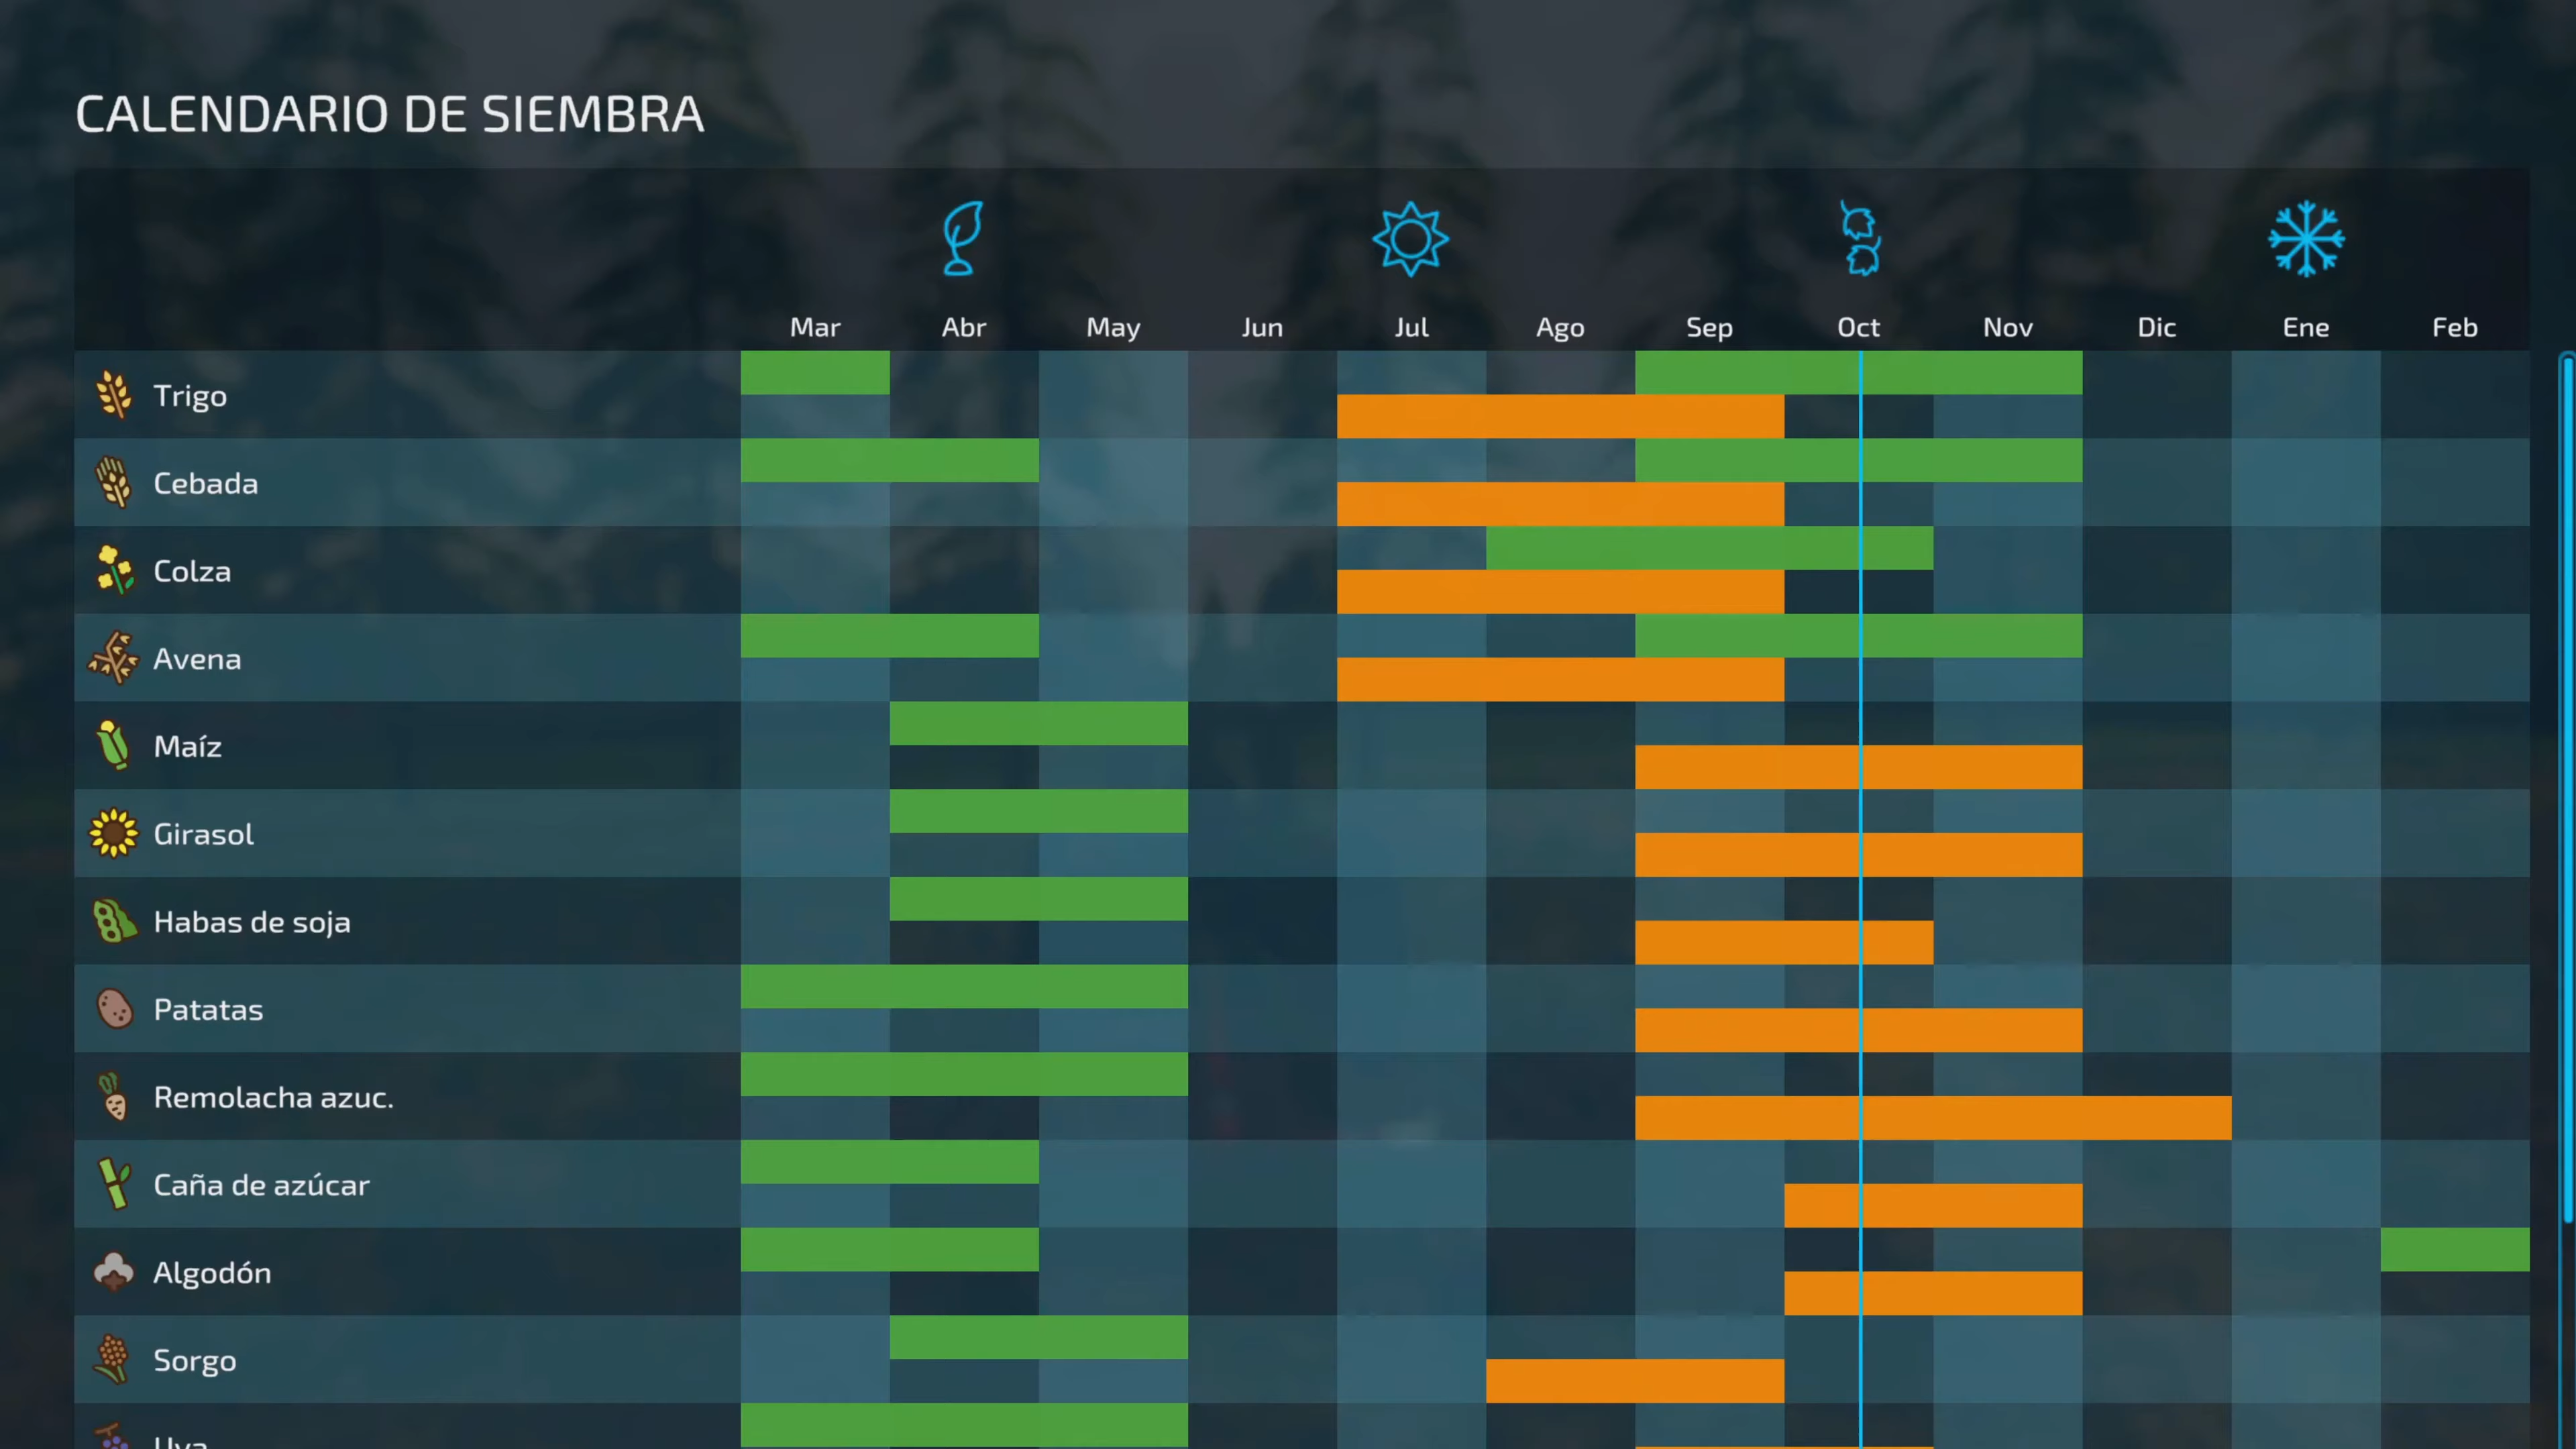 CALENDARIO DE SIEMBRA
Mar Abr May Jun Jul Ago Sep Oct Nov Dic Ene Feb
Trigo
Cebada
Colza
Avena
Maíz
Girasol
Habas de soja
Patatas
Remolacha azuc.
Caña de azúcar
Algodón
Sorgo
Uva